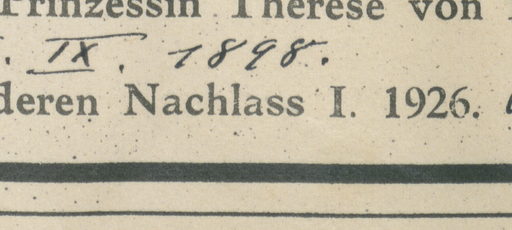 Prinzessin Therese von
. IX. 1898.
deren Nachlass I. 1926.